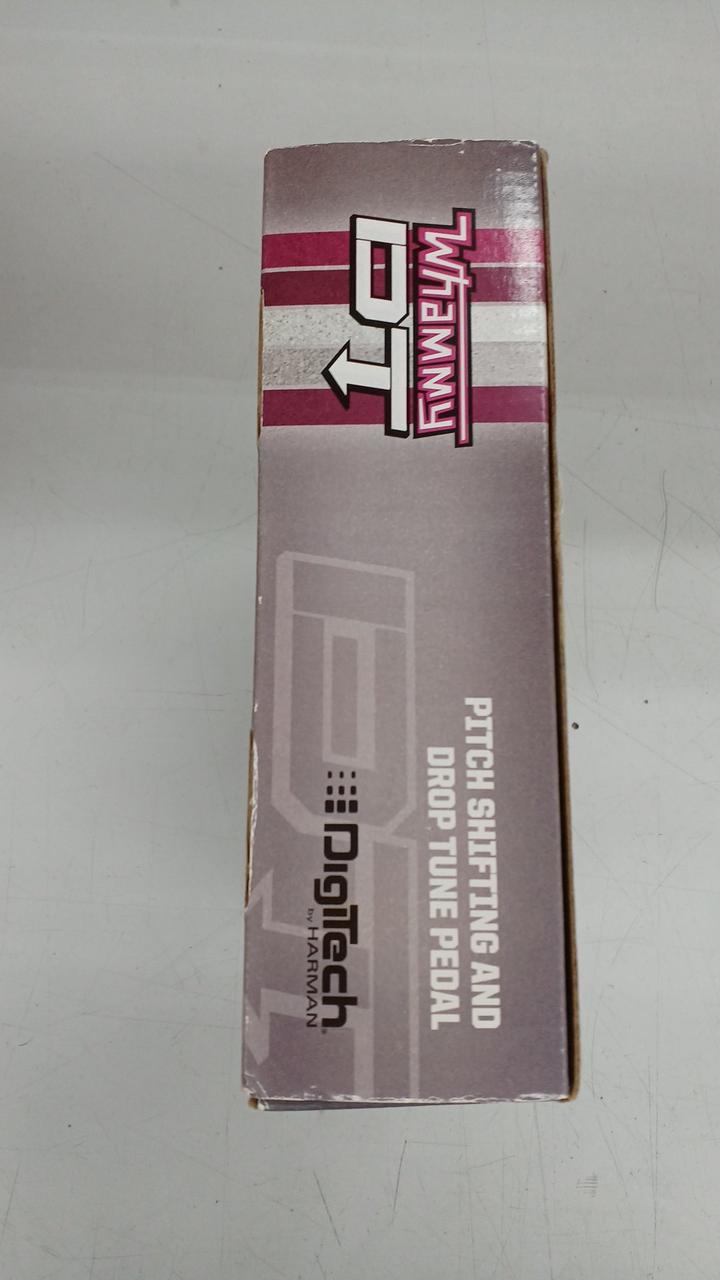 Whammy
DT
PITCH SHIFTING AND
DROP TUNE PEDAL
DigiTech®
by HARMAN